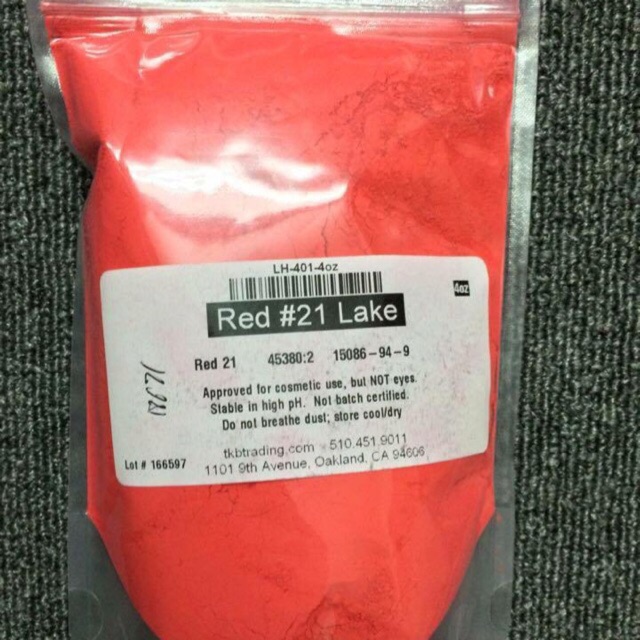 LH-401-4oz
4oz
Red #21 Lake
Red 21 45380:2 15086-94-9
Approved for cosmetic use, but NOT eyes.
Stable in high pH. Not batch certified.
Do not breathe dust; store cool/dry
tkbtrading.com 510.451.9011
1101 9th Avenue, Oakland, CA 94606
Lot # 166597